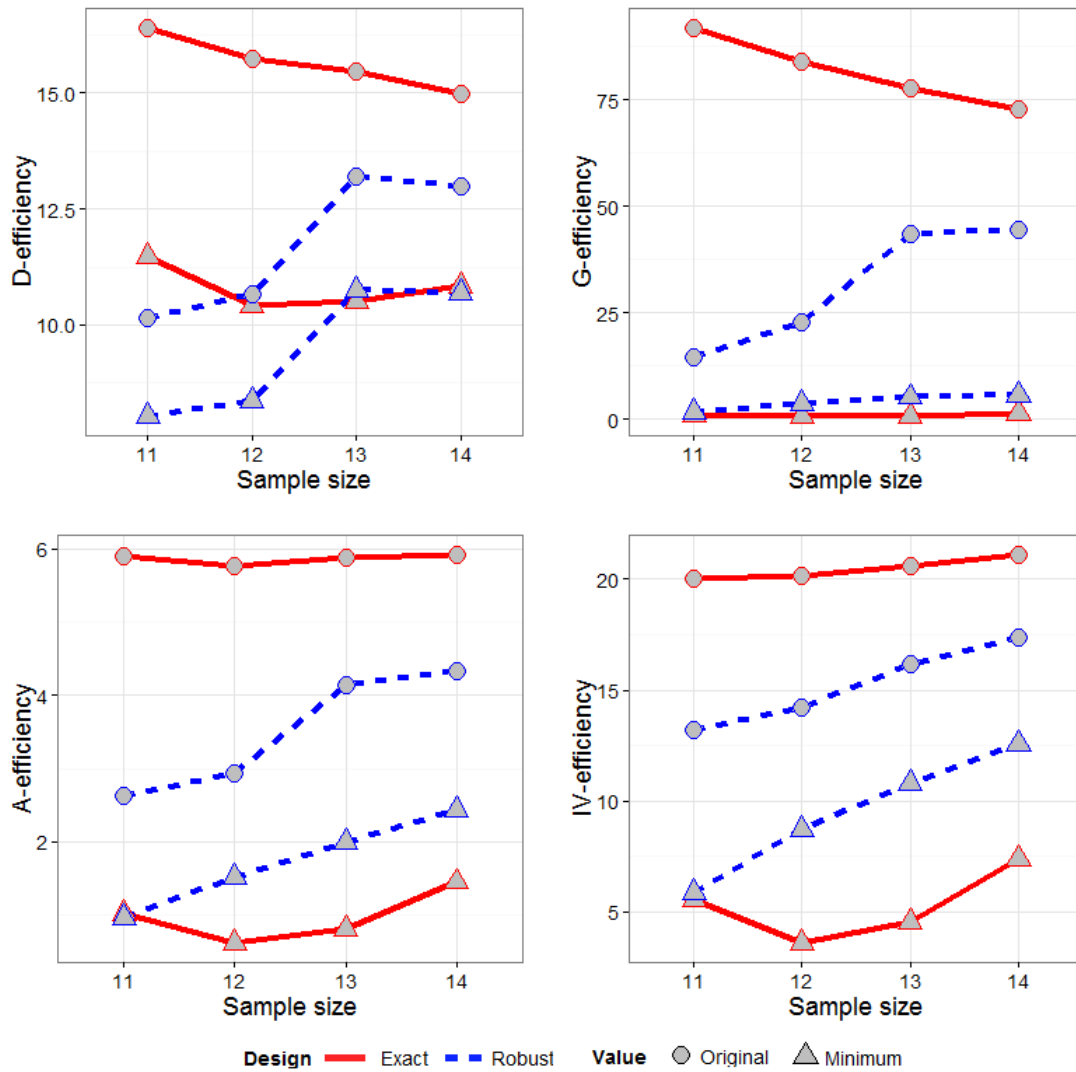 15.0
12.5
10.0
D-efficiency
11 12 13 14
Sample size
75
50
25
0
G-efficiency
11 12 13 14
Sample size
6
4
2
A-efficiency
11 12 13 14
Sample size
20
15
10
5
IV-efficiency
11 12 13 14
Sample size
Design Exact Robust Value Original Minimum